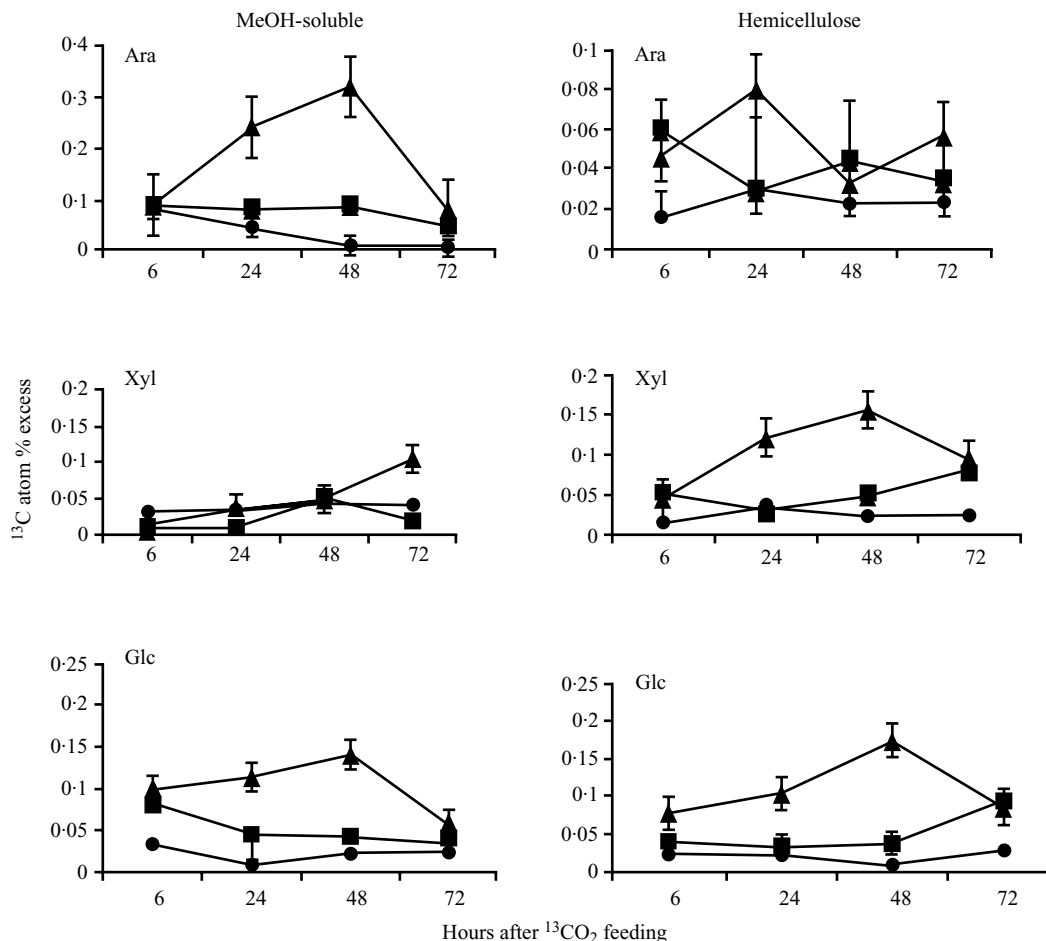 MeOH-soluble
Hemicellulose
Ara
0·4
0·3
0·2
0·1
0
6 24 48 72
Ara
0·1
0·08
0·06
0·04
0·02
0
6 24 48 72
¹³C atom % excess
Xyl
0·2
0·15
0·1
0·05
0
6 24 48 72
Xyl
0·2
0·15
0·1
0·05
0
6 24 48 72
Glc
0·25
0·2
0·15
0·1
0·05
0
6 24 48 72
Glc
0·25
0·2
0·15
0·1
0·05
0
6 24 48 72
Hours after ¹³CO₂ feeding